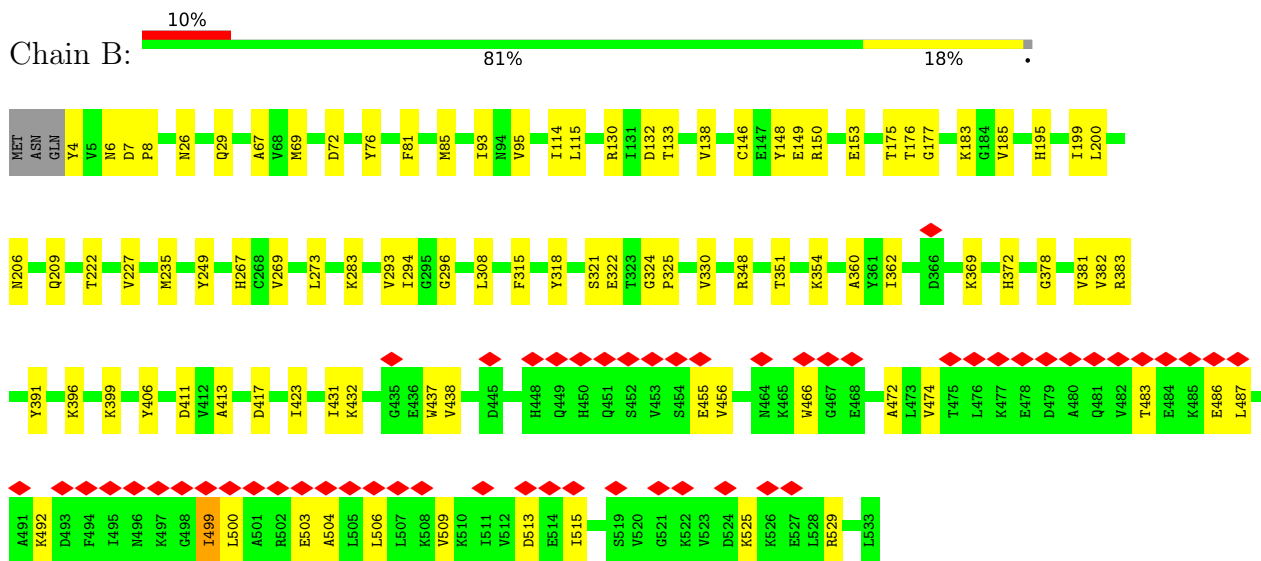 10%
Chain B:
81% 18% •
MET ASN GLN Y4 V5 N6 D7 P8 N26 Q29 A67 V68 M69 D72 Y76 F81 M85 I93 N94 V95 I114 L115 R130 I131 D132 T133 V138 C146 E147 Y148 E149 R150 E153 T175 T176 G177 K183 G184 V185 H195 I199 L200
N206 Q209 T222 V227 M235 Y249 H267 C268 V269 L273 K283 V293 I294 G295 G296 L308 F315 Y318 S321 E322 T323 G324 P325 V330 R348 T351 K354 A360 Y361 I362 D366 K369 H372 G378 V381 V382 R383
Y391 K396 K399 Y406 D411 V412 A413 D417 I423 I431 K432 G435 E436 W437 V438 D445 H448 Q449 H450 Q451 S452 V453 S454 E455 V456 N464 K465 W466 G467 E468 A472 L473 V474 T475 L476 K477 E478 D479 A480 Q481 V482 T483 E484 K485 E486 L487
A491 K492 D493 F494 I495 N496 K497 G498 I499 L500 A501 R502 E503 A504 L505 L506 L507 K508 V509 K510 I511 V512 D513 E514 I515 S519 V520 G521 K522 V523 D524 K525 K526 E527 L528 R529 L533